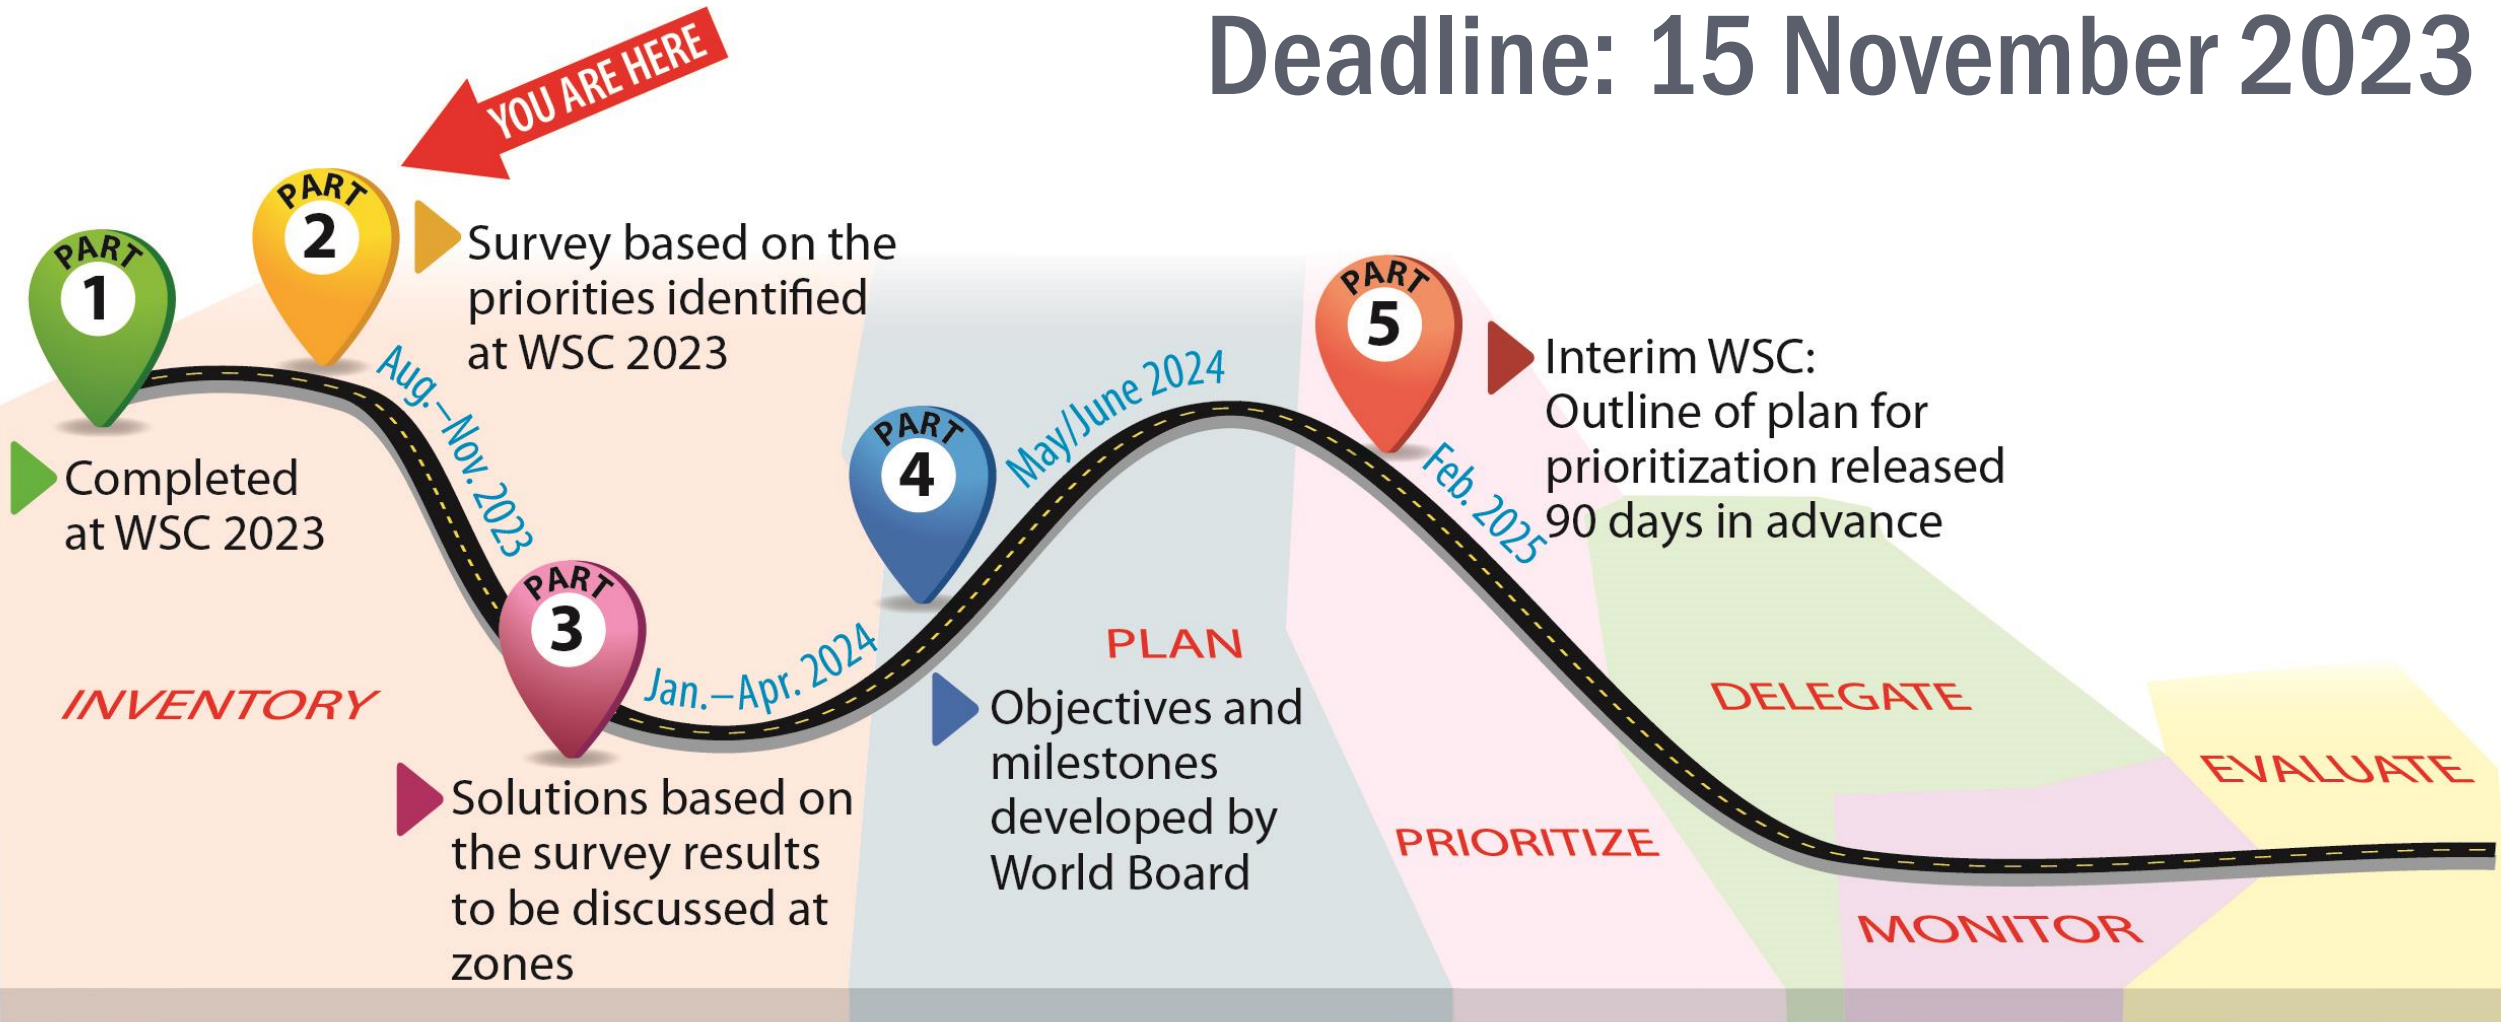 Deadline: 15 November 2023
YOU ARE HERE
PART
1
Completed
at WSC 2023
PART
2
Survey based on the
priorities identified
at WSC 2023
Aug.–Nov. 2023
PART
3
Solutions based on
the survey results
to be discussed at
zones
Jan.–Apr. 2024
INVENTORY
PART
4
May/June 2024
PLAN
Objectives and
milestones
developed by
World Board
PART
5
Interim WSC:
Outline of plan for
prioritization released
90 days in advance
Feb. 2025
PRIORITIZE
DELEGATE
MONITOR
EVALUATE